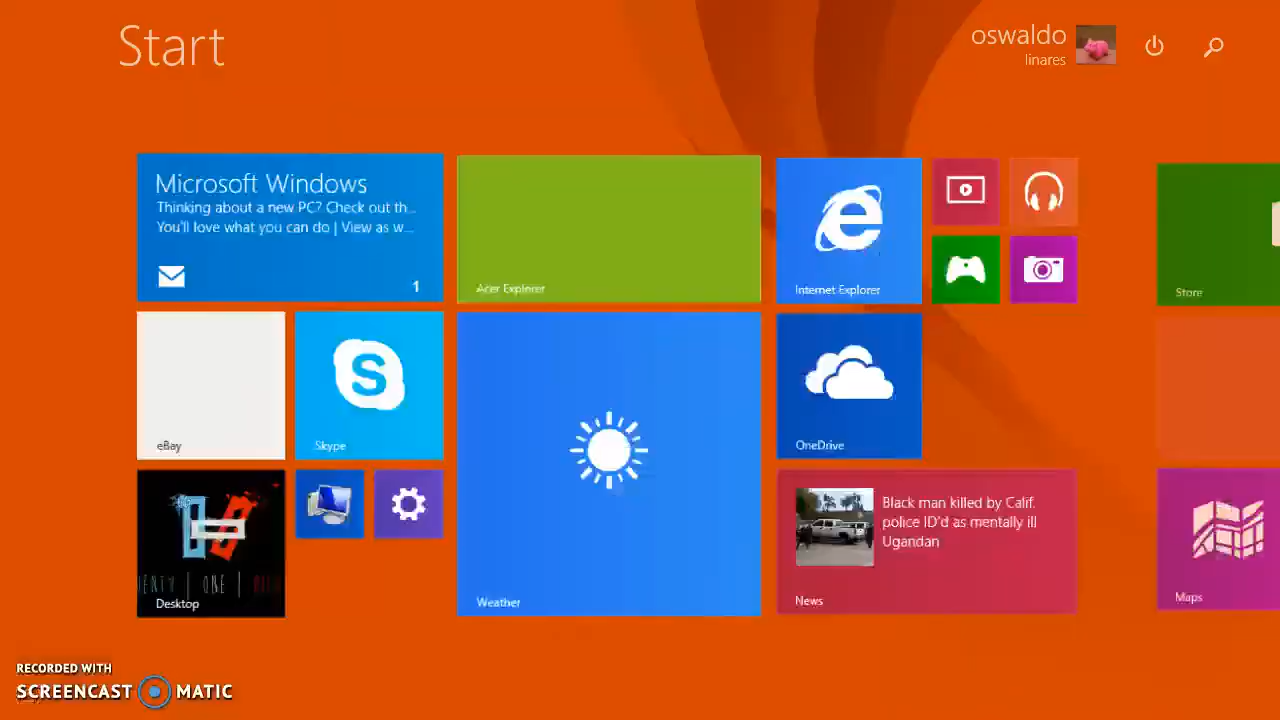 Start
oswaldo
linares
Microsoft Windows
Thinking about a new PC? Check out th...
You'll love what you can do | View as w...
1
Acer Explorer
Internet Explorer
Store
eBay
Skype
OneDrive
Black man killed by Calif.
police ID'd as mentally ill
Ugandan
ENTY | ONE |
Desktop
Weather
News
Maps
RECORDED WITH
SCREENCAST MATIC